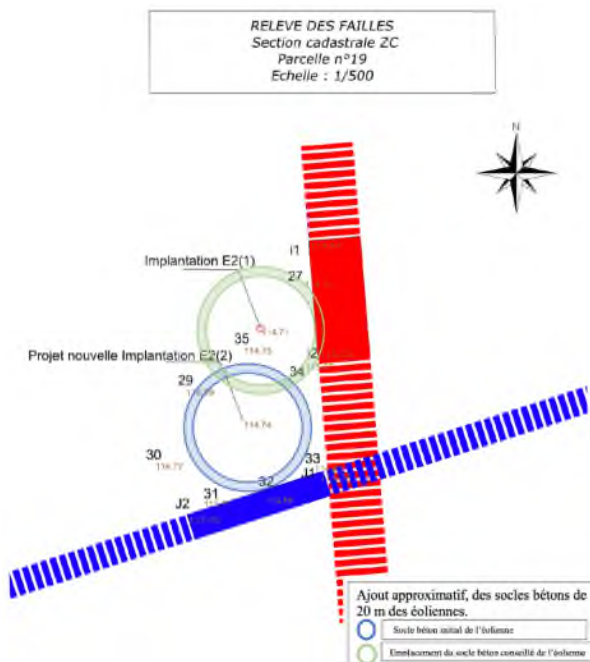 RELEVE DES FAILLES
Section cadastrale ZC
Parcelle n°19
Echelle : 1/500
N
i1
Implantation E2(1)
27
35
114.75
i2
Projet nouvelle Implantation E2(2)
34
29
114.74
30
33
J1
32
31
J2
Ajout approximatif, des socles bétons de
20 m des éoliennes.
Socle béton initial de l'éolienne
Emplacement du socle béton conseillé de l'éolienne